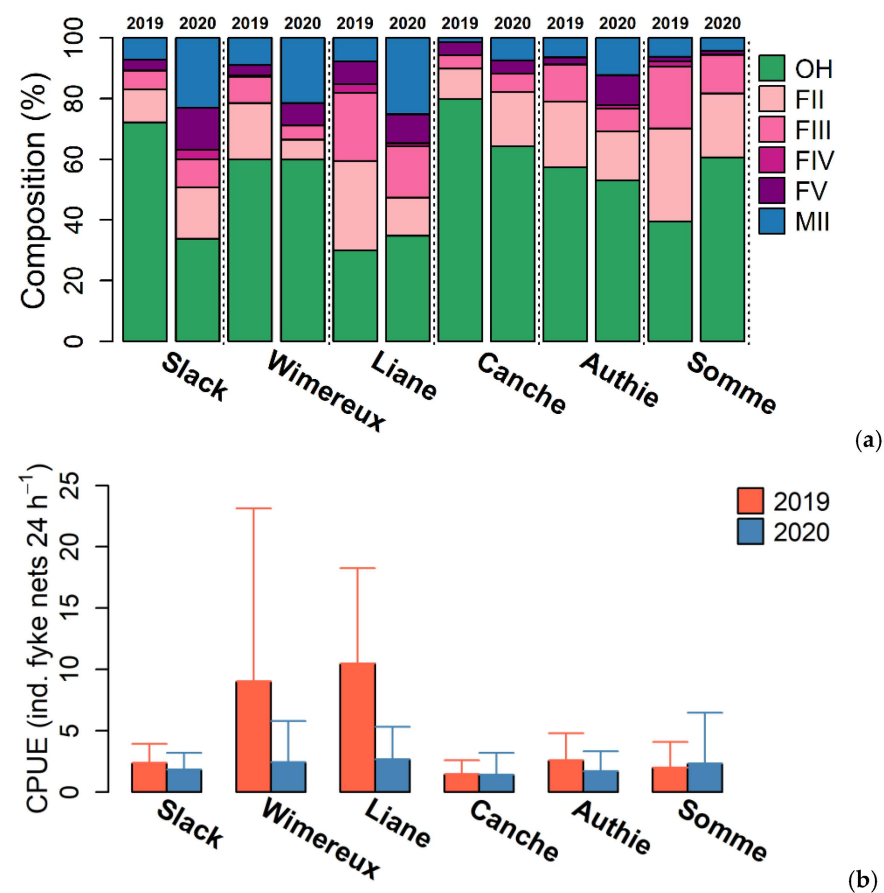 2019 2020 2019 2020 2019 2020 2019 2020 2019 2020 2019 2020
Composition (%)
100
80
60
40
20
0
OH
FII
FIII
FIV
FV
MII
Slack
Wimereux
Liane
Canche
Authie
Somme
(a)
CPUE (ind. fyke nets 24 h⁻¹)
25
20
15
10
5
0
2019
2020
Slack
Wimereux
Liane
Canche
Authie
Somme
(b)